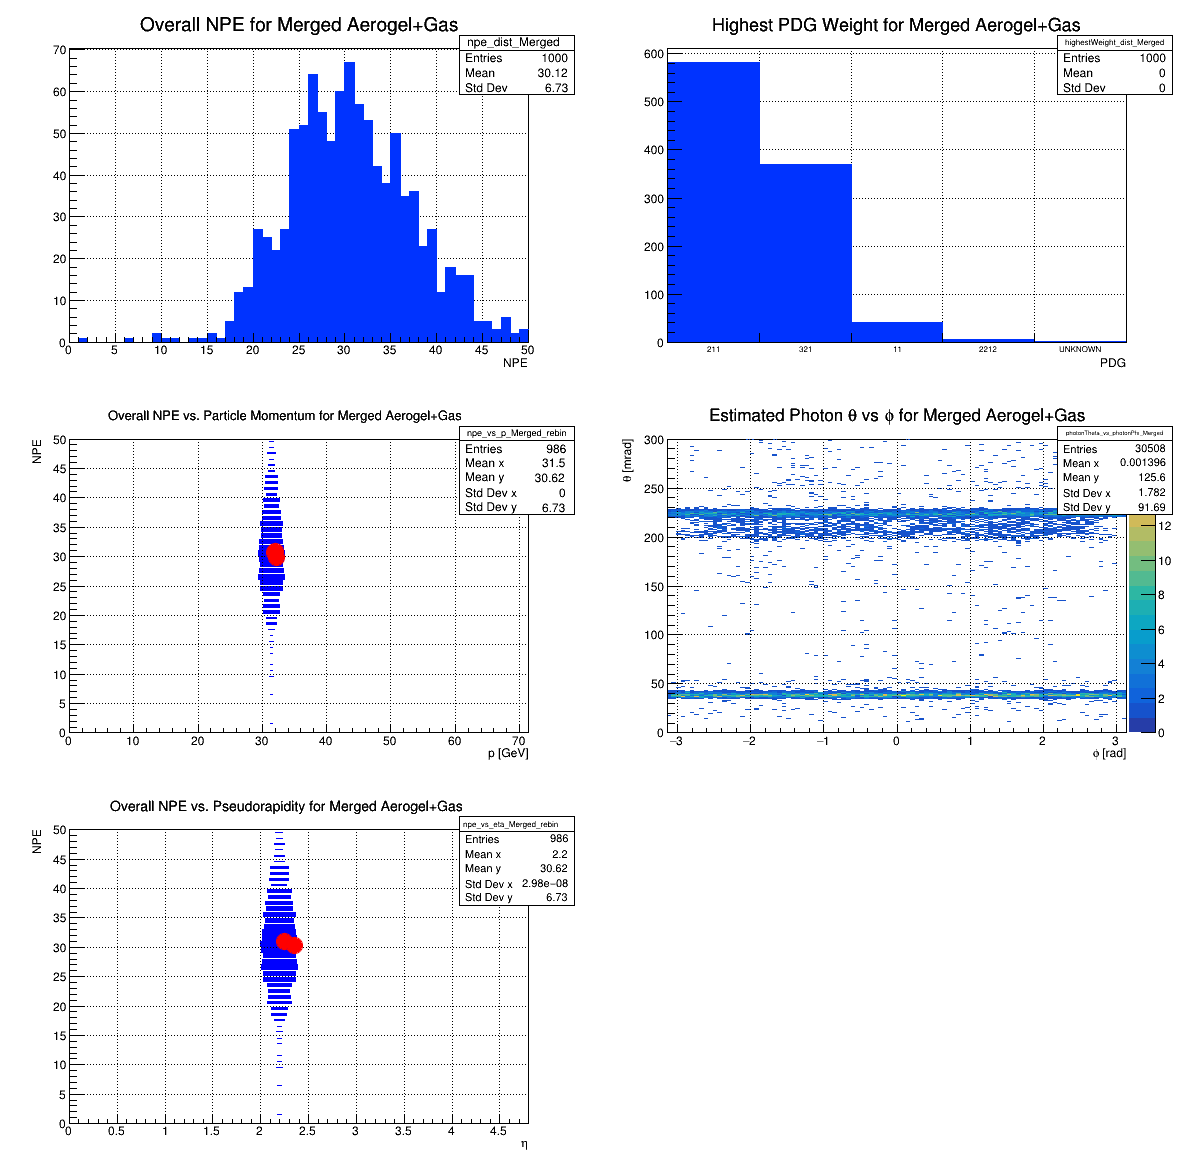 Overall NPE for Merged Aerogel+Gas
npe_dist_Merged
Entries 1000
Mean 30.12
Std Dev 6.73
70
60
50
40
30
20
10
0
0 5 10 15 20 25 30 35 40 45 50
NPE
Highest PDG Weight for Merged Aerogel+Gas
highestWeight_dist_Merged
Entries 1000
Mean 0
Std Dev 0
600
500
400
300
200
100
0
211 321 11 2212 UNKNOWN
PDG
Overall NPE vs. Particle Momentum for Merged Aerogel+Gas
npe_vs_p_Merged_rebin
Entries 986
Mean x 31.5
Mean y 30.62
Std Dev x 0
Std Dev y 6.73
NPE
50
45
40
35
30
25
20
15
10
5
0
0 10 20 30 40 50 60 70
p [GeV]
Estimated Photon θ vs ϕ for Merged Aerogel+Gas
photonTheta_vs_photonPhi_Merged
Entries 30508
Mean x 0.001396
Mean y 125.6
Std Dev x 1.782
Std Dev y 91.69
θ [mrad]
300
250
200
150
100
50
0
−3 −2 −1 0 1 2 3
ϕ [rad]
12
10
8
6
4
2
0
Overall NPE vs. Pseudorapidity for Merged Aerogel+Gas
npe_vs_eta_Merged_rebin
Entries 986
Mean x 2.2
Mean y 30.62
Std Dev x 2.98e−08
Std Dev y 6.73
NPE
50
45
40
35
30
25
20
15
10
5
0
0 0.5 1 1.5 2 2.5 3 3.5 4 4.5
η